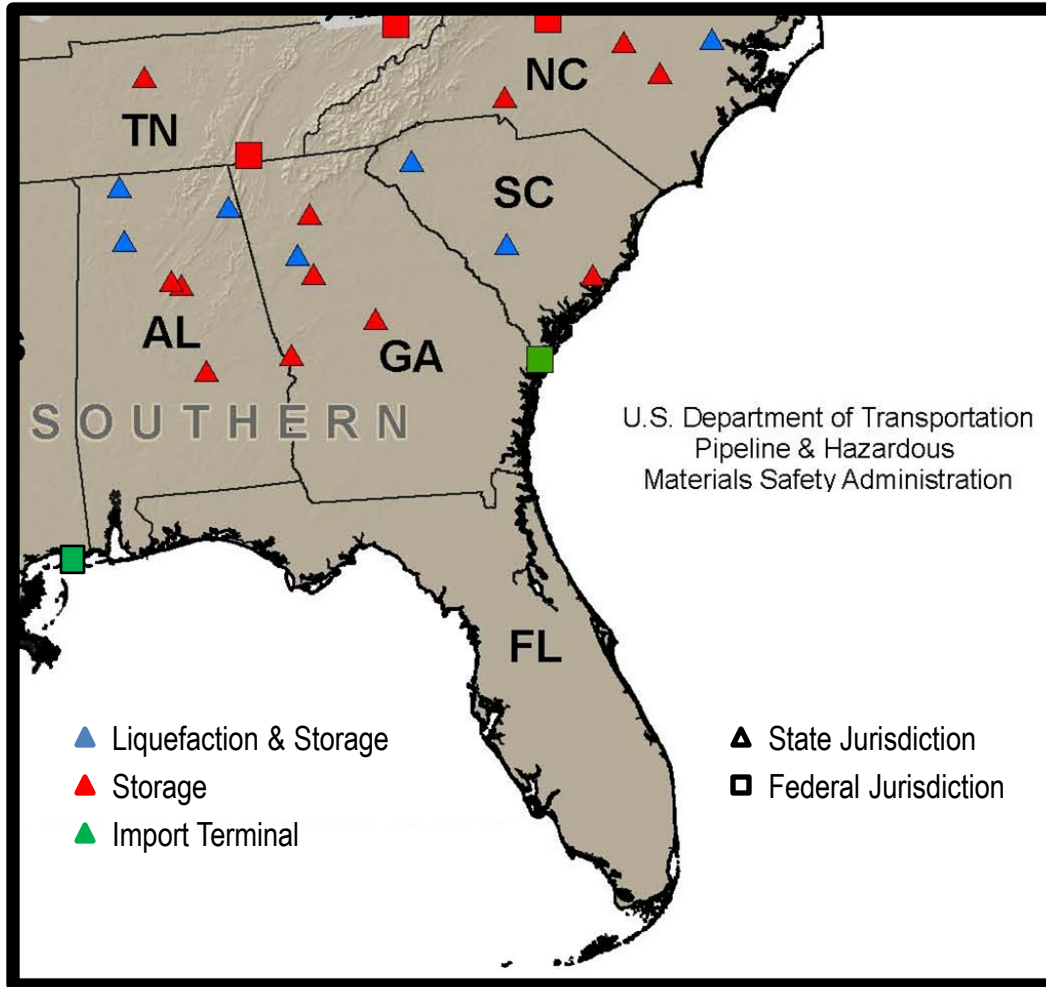 NC
TN
SC
AL
GA
SOUTHERN
U.S. Department of Transportation
Pipeline & Hazardous
Materials Safety Administration
FL
Liquefaction & Storage
Storage
Import Terminal
State Jurisdiction
Federal Jurisdiction